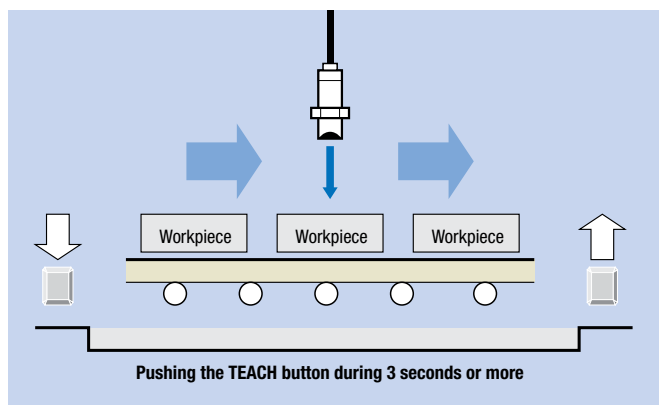 Workpiece
Workpiece
Workpiece
Pushing the TEACH button during 3 seconds or more